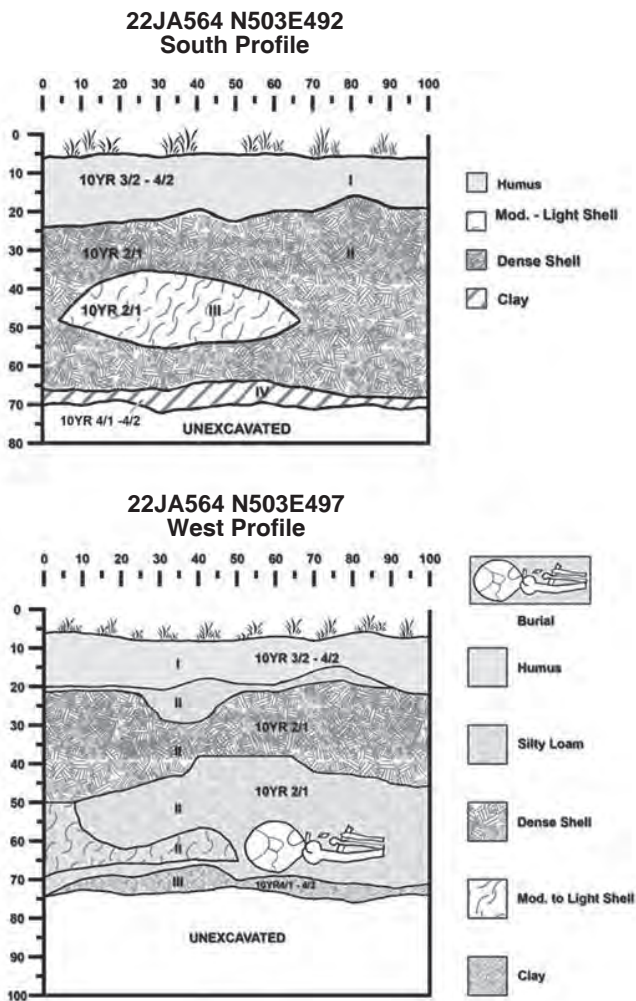 22JA564 N503E492
South Profile
0 10 20 30 40 50 60 70 80 90 100
0
10YR 3/2 - 4/2 I
10
20
10YR 2/1 II
30
40
10YR 2/1 III
50
60
IV
70
10YR 4/1 -4/2
UNEXCAVATED
80
Humus
Mod. - Light Shell
Dense Shell
Clay
22JA564 N503E497
West Profile
0 10 20 30 40 50 60 70 80 90 100
0
10
I 10YR 3/2 - 4/2
20
II
30
10YR 2/1
II
40
10YR 2/1
50
II
60
II
70
III 10YR4/1 - 4/2
80
UNEXCAVATED
90
100
Burial
Humus
Silty Loam
Dense Shell
Mod. to Light Shell
Clay